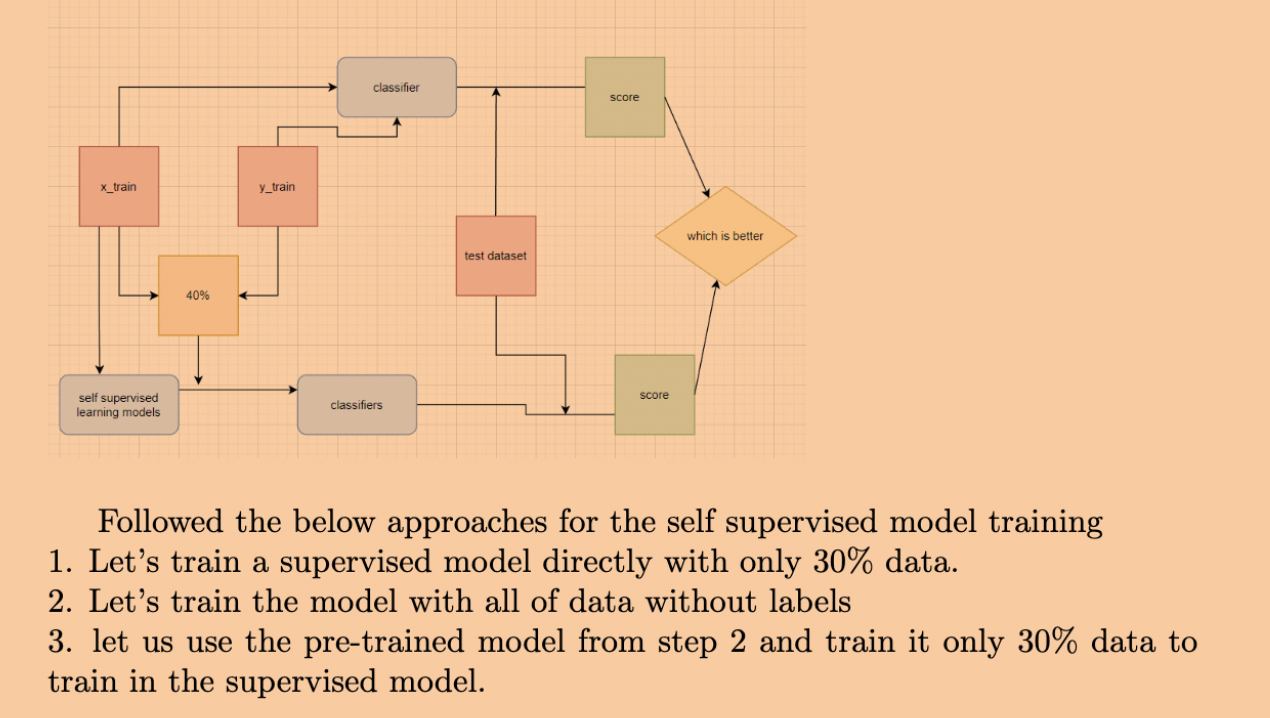 classifier
score
x_train
y_train
which is better
test dataset
40%
self supervised
learning models
classifiers
score
Followed the below approaches for the self supervised model training
1. Let's train a supervised model directly with only 30% data.
2. Let's train the model with all of data without labels
3. let us use the pre-trained model from step 2 and train it only 30% data to
train in the supervised model.